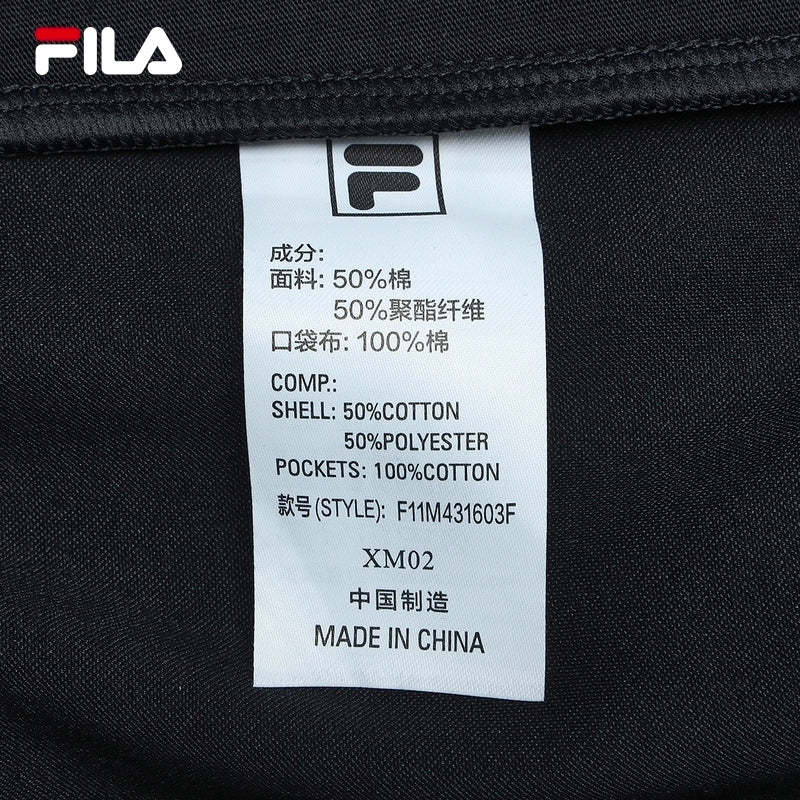 FILA
成分:
面料: 50%棉
50%聚酯纤维
口袋布: 100%棉
COMP.:
SHELL: 50%COTTON
50%POLYESTER
POCKETS: 100%COTTON
款号(STYLE): F11M431603F
XM02
中国制造
MADE IN CHINA